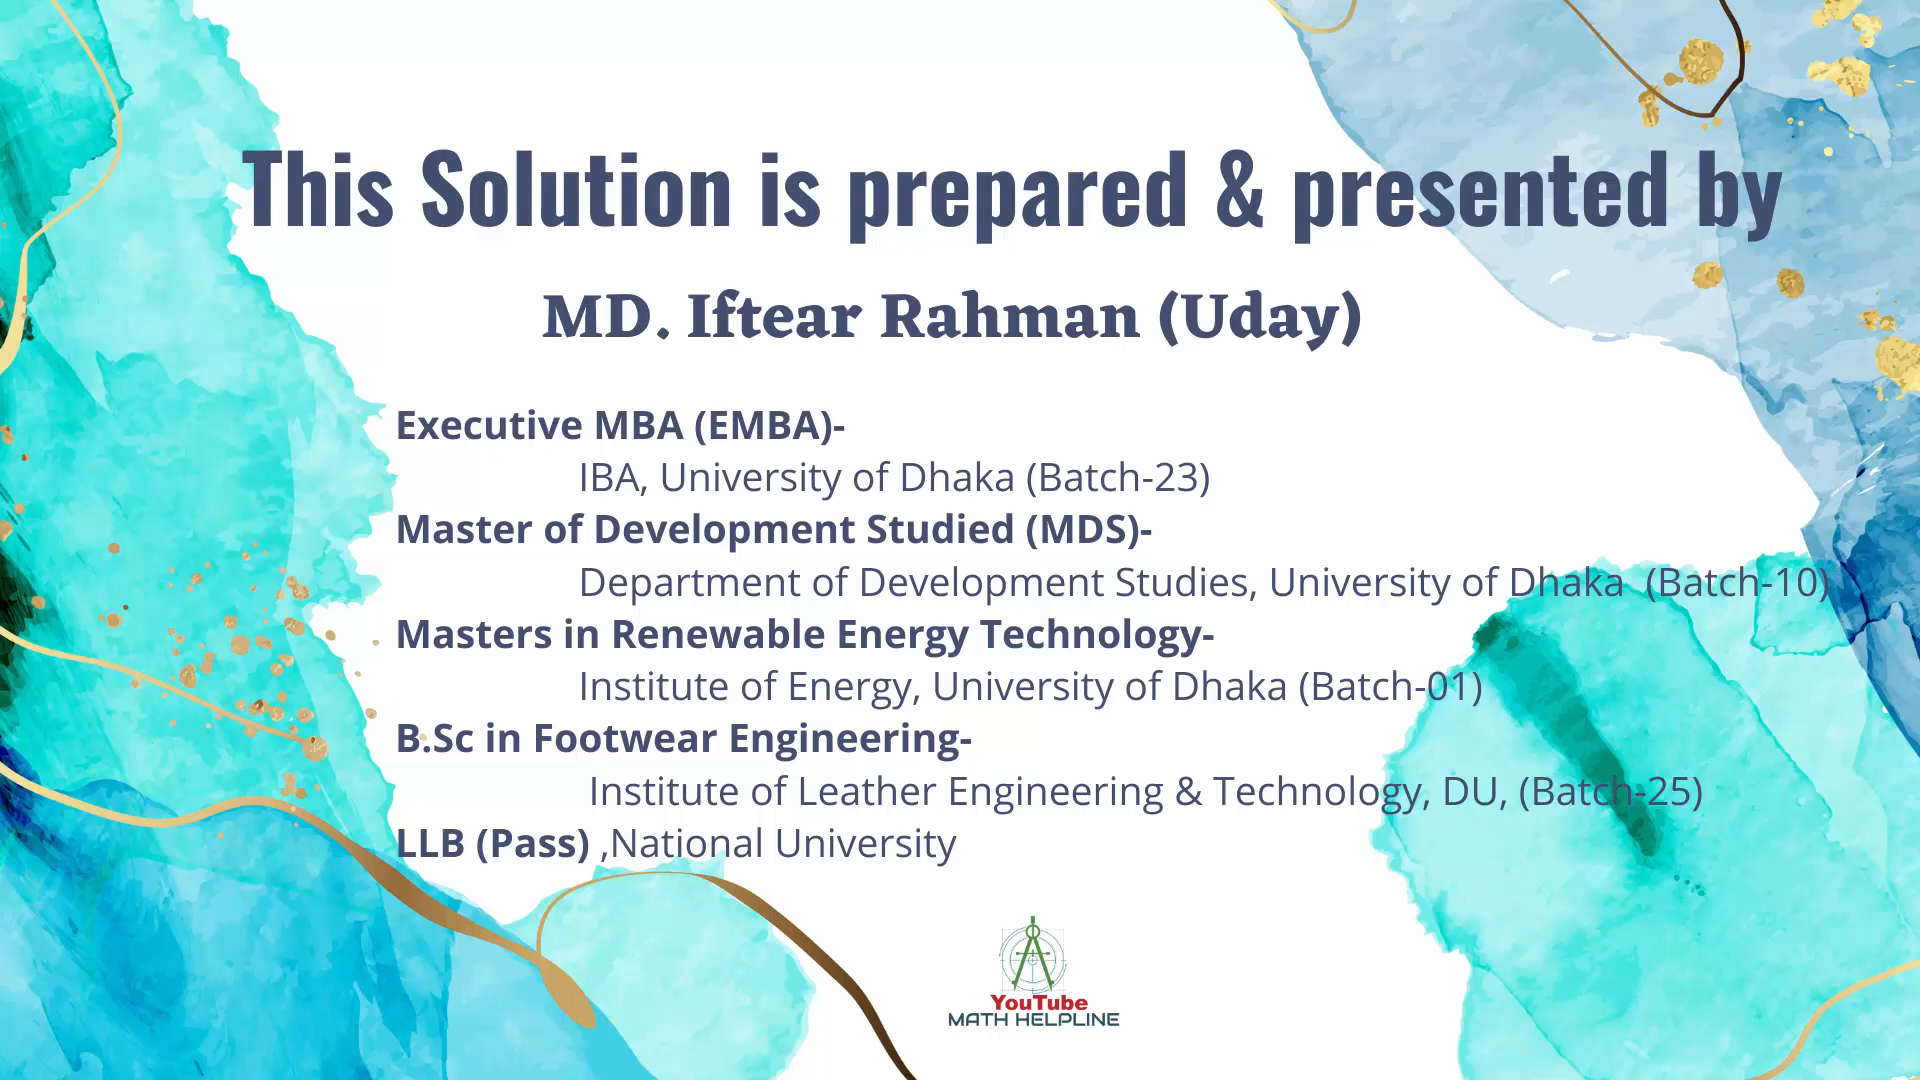 This Solution is prepared & presented by
MD. Iftear Rahman (Uday)
Executive MBA (EMBA)-
IBA, University of Dhaka (Batch-23)
Master of Development Studied (MDS)-
Department of Development Studies, University of Dhaka (Batch-10)
Masters in Renewable Energy Technology-
Institute of Energy, University of Dhaka (Batch-01)
B.Sc in Footwear Engineering-
Institute of Leather Engineering & Technology, DU, (Batch-25)
LLB (Pass) ,National University
YouTube
MATH HELPLINE